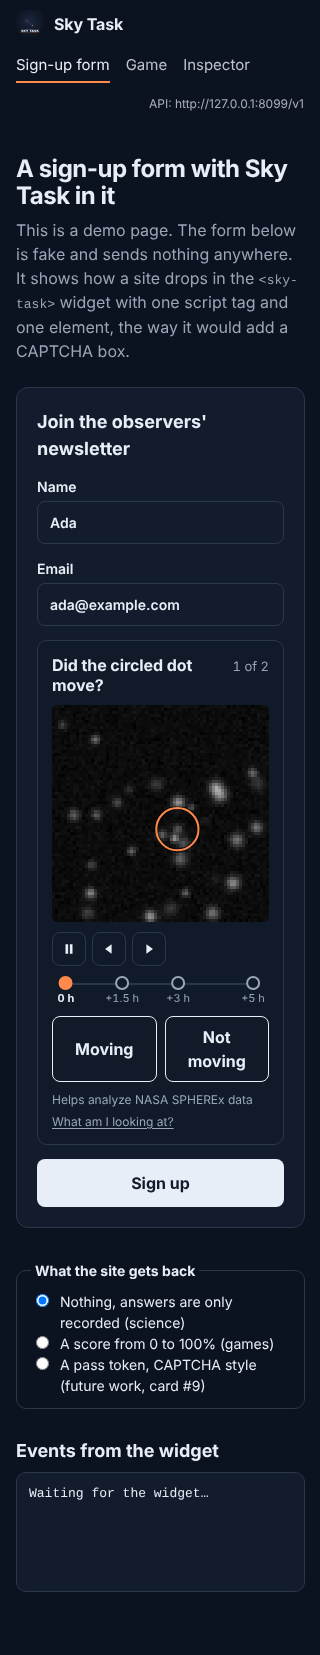 Sky Task
Sign-up form Game Inspector
API: http://127.0.0.1:8099/v1
A sign-up form with Sky
Task in it
This is a demo page. The form below
is fake and sends nothing anywhere.
It shows how a site drops in the <sky-
task> widget with one script tag and
one element, the way it would add a
CAPTCHA box.
Join the observers'
newsletter
Name
Ada
Email
ada@example.com
Did the circled dot
move?
1 of 2
0 h +1.5 h +3 h +5 h
Moving
Not
moving
Helps analyze NASA SPHEREx data
What am I looking at?
Sign up
What the site gets back
Nothing, answers are only
recorded (science)
A score from 0 to 100% (games)
A pass token, CAPTCHA style
(future work, card #9)
Events from the widget
Waiting for the widget…